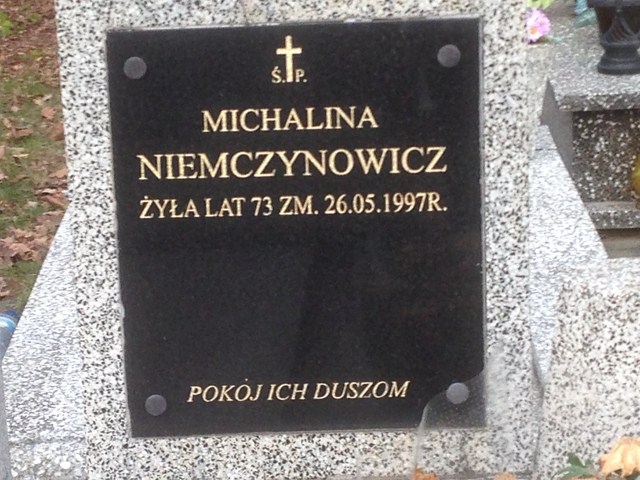 Ś. P.
MICHALINA
NIEMCZYNOWICZ
ŻYŁA LAT 73 ZM. 26.05.1997R.
POKÓJ ICH DUSZOM